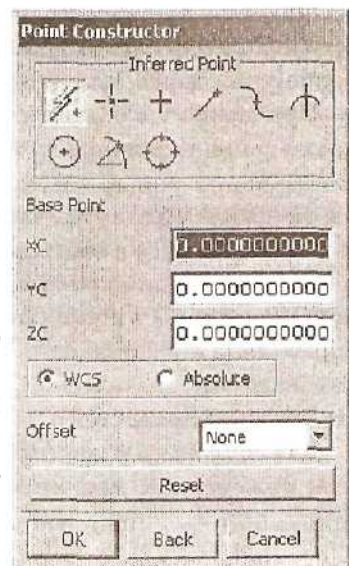 Point Constructor
Inferred Point
Base Point
XC 0.0000000000
YC 0.0000000000
ZC 0.0000000000
WCS Absolute
Offset None
Reset
OK Back Cancel